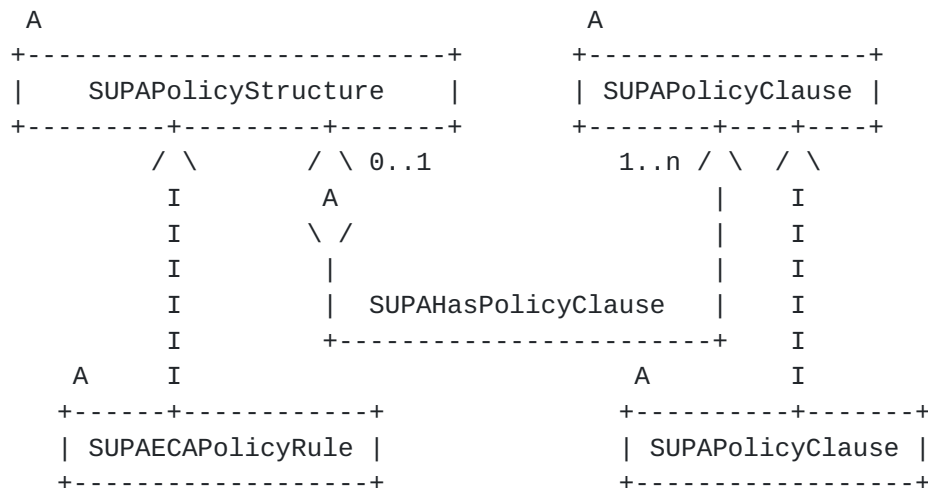 A A
+---------------------------+ +------------------+
| SUPAPolicyStructure | | SUPAPolicyClause |
+---------+---------+-------+ +--------+----+----+
/ \ / \ 0..1 1..n / \ / \
I A | I
I \ / | I
I | | I
I | SUPAHasPolicyClause | I
I +------------------------+ I
A I A I
+------+------------+ +----------+-------+
| SUPAECAPolicyRule | | SUPAPolicyClause |
+-------------------+ +------------------+